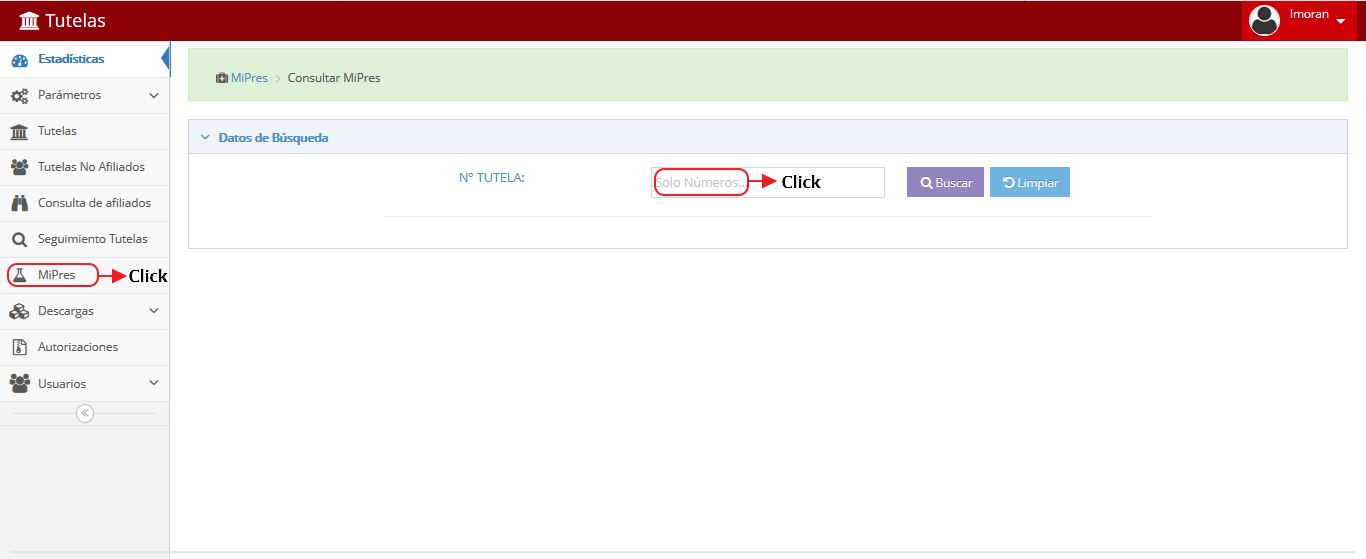 Tutelas
lmoran
Estadísticas
Parámetros
Tutelas
Tutelas No Afiliados
Consulta de afiliados
Seguimiento Tutelas
MiPres
Click
Descargas
Autorizaciones
Usuarios
MiPres > Consultar MiPres
Datos de Búsqueda
N° TUTELA:
Solo Números...
Click
Buscar
Limpiar